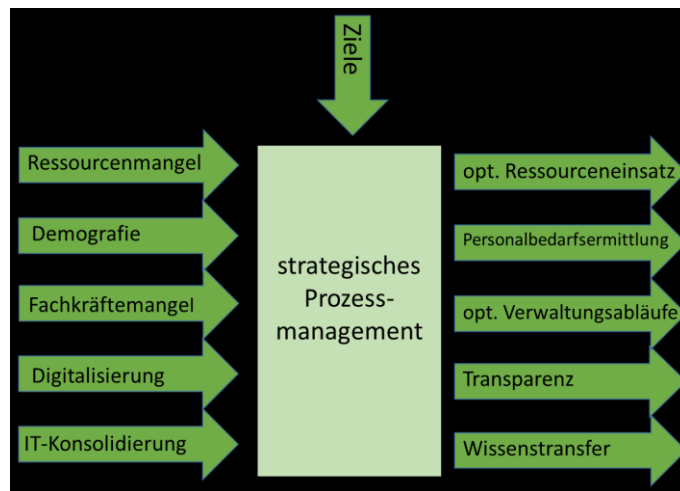 Ziele
Ressourcenmangel
Demografie
Fachkräftemangel
Digitalisierung
IT-Konsolidierung
strategisches
Prozess-
management
opt. Ressourceneinsatz
Personalbedarfsermittlung
opt. Verwaltungsabläufe
Transparenz
Wissenstransfer